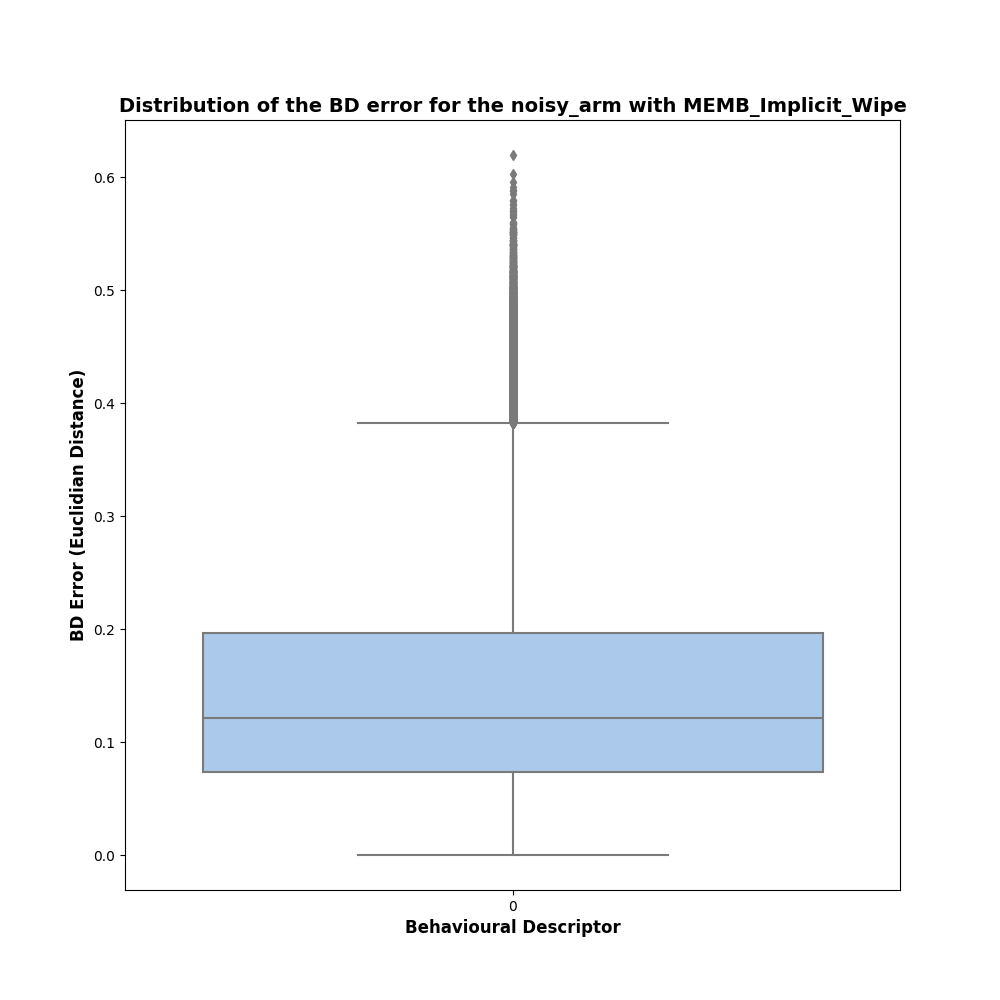 Distribution of the BD error for the noisy_arm with MEMB_Implicit_Wipe
0.6
0.5
0.4
0.3
0.2
0.1
0.0
BD Error (Euclidian Distance)
0
Behavioural Descriptor